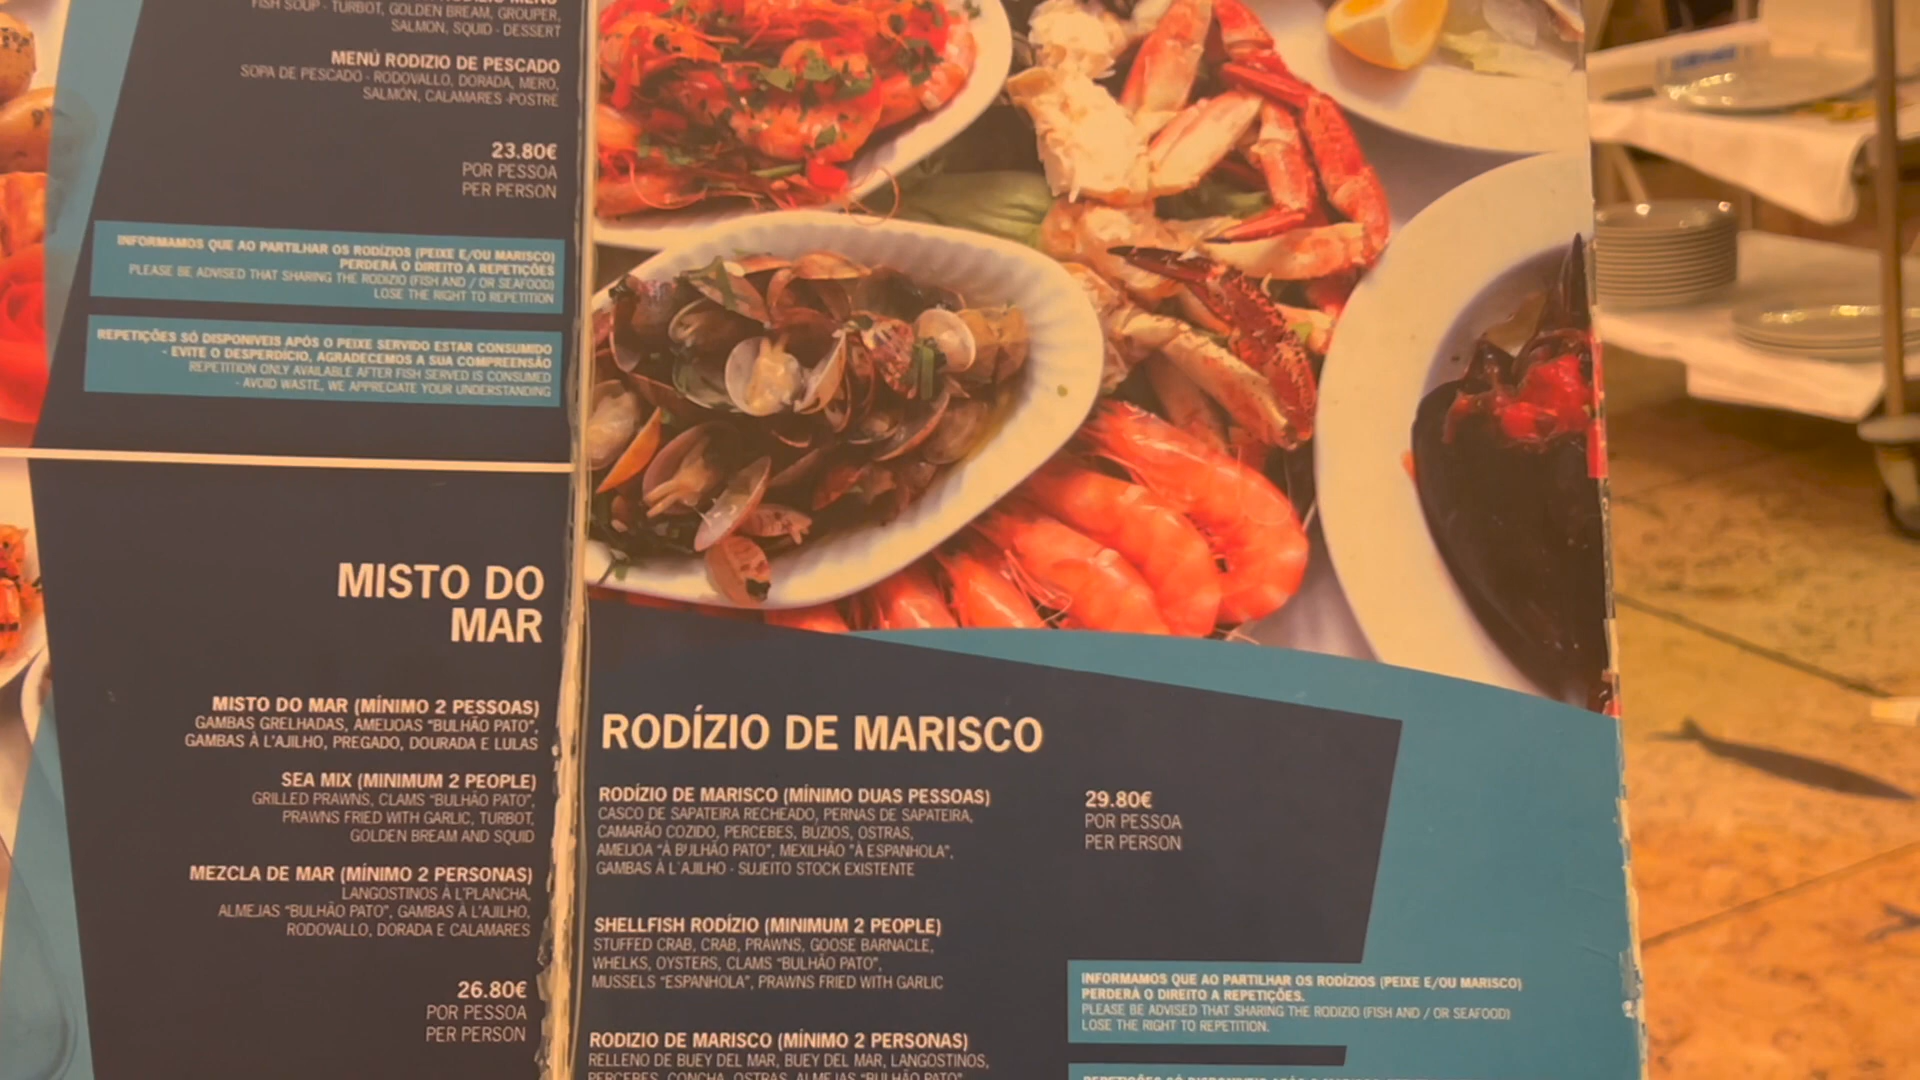 FISH SOUP - TURBOT, GOLDEN BREAM, GROUPER,
SALMON, SQUID - DESSERT
MENÚ RODIZIO DE PESCADO
SOPA DE PESCADO - RODOVALLO, DORADA, MERO,
SALMÓN, CALAMARES -POSTRE
23.80€
POR PESSOA
PER PERSON
INFORMAMOS QUE AO PARTILHAR OS RODÍZIOS (PEIXE E/OU MARISCO)
PERDERÁ O DIREITO A REPETIÇÕES
PLEASE BE ADVISED THAT SHARING THE RODIZIO (FISH AND / OR SEAFOOD)
LOSE THE RIGHT TO REPETITION
REPETIÇÕES SÓ DISPONIVEIS APÓS O PEIXE SERVIDO ESTAR CONSUMIDO
- EVITE O DESPERDÍCIO, AGRADECEMOS A SUA COMPREENSÃO
REPETITION ONLY AVAILABLE AFTER FISH SERVED IS CONSUMED
- AVOID WASTE, WE APPRECIATE YOUR UNDERSTANDING
MISTO DO
MAR
MISTO DO MAR (MÍNIMO 2 PESSOAS)
GAMBAS GRELHADAS, AMEIJOAS “BULHÃO PATO”,
GAMBAS À L'AJILHO, PREGADO, DOURADA E LULAS
SEA MIX (MINIMUM 2 PEOPLE)
GRILLED PRAWNS, CLAMS “BULHÃO PATO”,
PRAWNS FRIED WITH GARLIC, TURBOT,
GOLDEN BREAM AND SQUID
MEZCLA DE MAR (MÍNIMO 2 PERSONAS)
LANGOSTINOS À L'PLANCHA,
ALMEJAS “BULHÃO PATO”, GAMBAS À L'AJILHO,
RODOVALLO, DORADA E CALAMARES
26.80€
POR PESSOA
PER PERSON
RODÍZIO DE MARISCO
RODÍZIO DE MARISCO (MÍNIMO DUAS PESSOAS)
CASCO DE SAPATEIRA RECHEADO, PERNAS DE SAPATEIRA,
CAMARÃO COZIDO, PERCEBES, BÚZIOS, OSTRAS,
AMEIJOA “À BULHÃO PATO”, MEXILHÃO “À ESPANHOLA”,
GAMBAS À L'AJILHO - SUJEITO STOCK EXISTENTE
29.80€
POR PESSOA
PER PERSON
SHELLFISH RODÍZIO (MINIMUM 2 PEOPLE)
STUFFED CRAB, CRAB, PRAWNS, GOOSE BARNACLE,
WHELKS, OYSTERS, CLAMS “BULHÃO PATO”,
MUSSELS “ESPANHOLA”, PRAWNS FRIED WITH GARLIC
RODIZIO DE MARISCO (MÍNIMO 2 PERSONAS)
RELLENO DE BUEY DEL MAR, BUEY DEL MAR, LANGOSTINOS,
PERCEBES, CONCHA, OSTRAS, ALMEJAS “BULHÃO PATO”,
INFORMAMOS QUE AO PARTILHAR OS RODÍZIOS (PEIXE E/OU MARISCO)
PERDERÁ O DIREITO A REPETIÇÕES.
PLEASE BE ADVISED THAT SHARING THE RODIZIO (FISH AND / OR SEAFOOD)
LOSE THE RIGHT TO REPETITION.